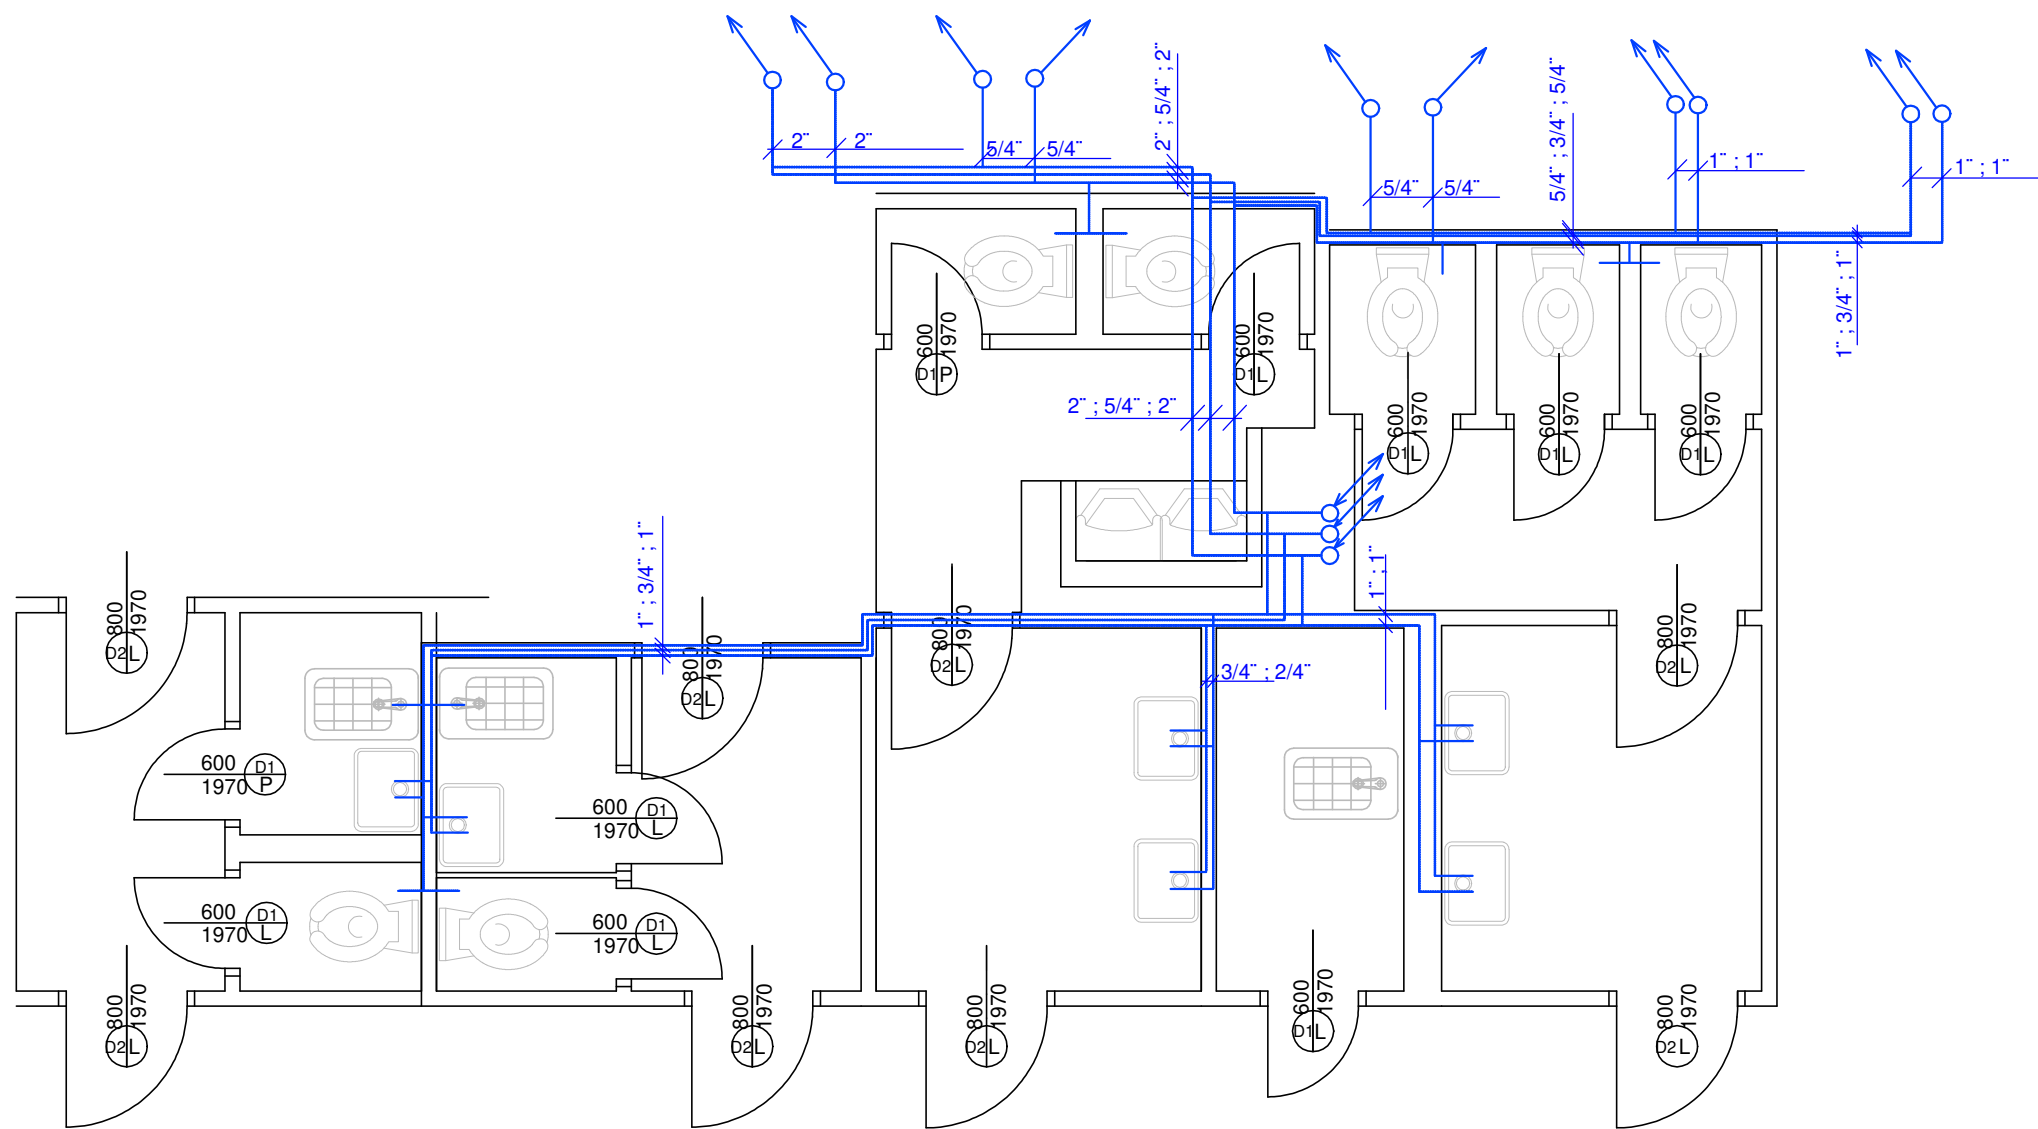 2¨
2¨
5/4¨
5/4¨
2¨ ; 5/4¨ ; 2¨
5/4¨
5/4¨
5/4¨ ; 3/4¨ ; 5/4¨
1¨ ; 1¨
1¨ ; 1¨
1¨ ; 3/4¨ ; 1¨
600
1970
D1 P
600
1970
D1 L
2¨ ; 5/4¨ ; 2¨
600
1970
D1 L
600
1970
D1 L
600
1970
D1 L
1¨ ; 3/4¨ ; 1¨
1¨ ; 1¨
800
1970
D2 L
800
1970
D2 L
800
1970
D2 L
800
1970
D2 L
3/4¨ ; 2/4¨
600
1970
D1
P
600
1970
D1
L
600
1970
D1
L
600
1970
D1
L
800
1970
D2 L
800
1970
D2 L
800
1970
D2 L
600
1970
D1 L
800
1970
D2 L